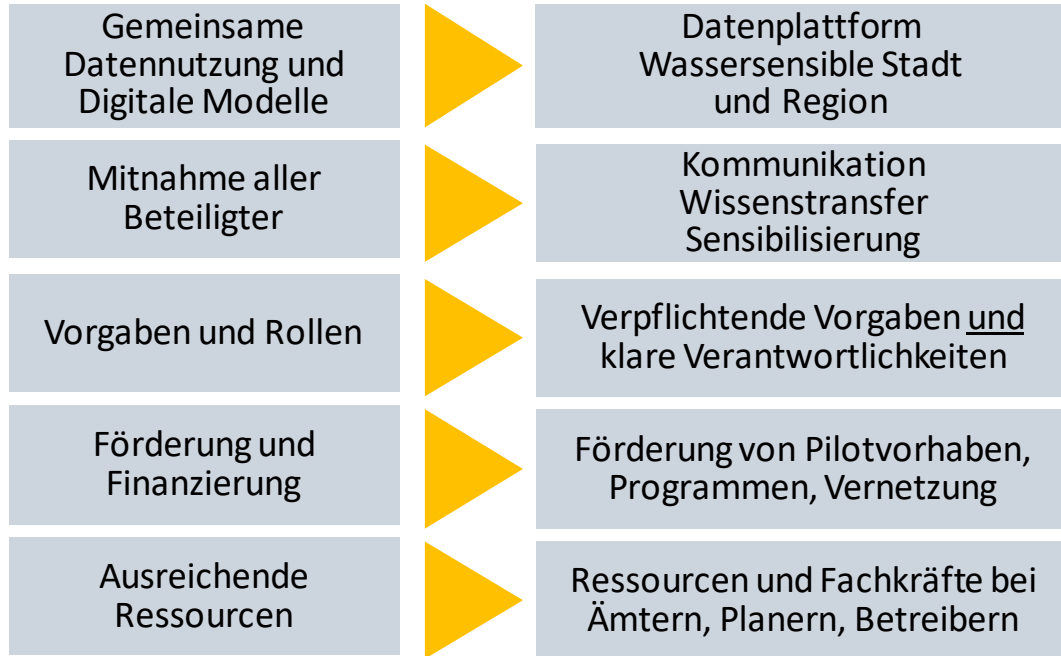 Gemeinsame
Datennutzung und
Digitale Modelle
Datenplattform
Wassersensible Stadt
und Region
Mitnahme aller
Beteiligter
Kommunikation
Wissenstransfer
Sensibilisierung
Vorgaben und Rollen
Verpflichtende Vorgaben und
klare Verantwortlichkeiten
Förderung und
Finanzierung
Förderung von Pilotvorhaben,
Programmen, Vernetzung
Ausreichende
Ressourcen
Ressourcen und Fachkräfte bei
Ämtern, Planern, Betreibern